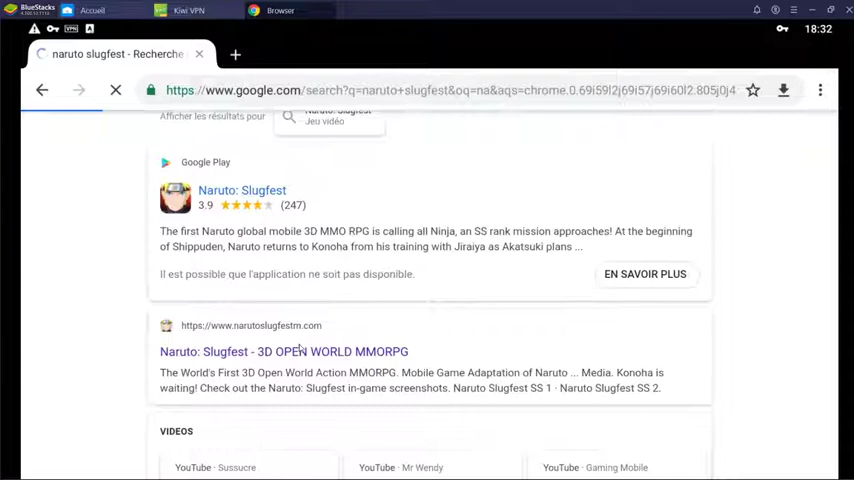 BlueStacks
4.320.10.1114
Accueil
Kiwi VPN
Browser
VPN
A
18:32
naruto slugfest - Recherche
https://www.google.com/search?q=naruto+slugfest&oq=na&aqs=chrome.0.69i59l2j69i57j69i60l2.805j0j4
Afficher les résultats pour
Naruto: Slugfest
Jeu vidéo
Google Play
Naruto: Slugfest
3.9 ★★★★★ (247)
The first Naruto global mobile 3D MMO RPG is calling all Ninja, an SS rank mission approaches! At the beginning
of Shippuden, Naruto returns to Konoha from his training with Jiraiya as Akatsuki plans ...
Il est possible que l'application ne soit pas disponible.
EN SAVOIR PLUS
https://www.narutoslugfestm.com
Naruto: Slugfest - 3D OPEN WORLD MMORPG
The World's First 3D Open World Action MMORPG. Mobile Game Adaptation of Naruto ... Media. Konoha is
waiting! Check out the Naruto: Slugfest in-game screenshots. Naruto Slugfest SS 1 · Naruto Slugfest SS 2.
VIDEOS
YouTube · Sussucre
YouTube · Mr Wendy
YouTube · Gaming Mobile